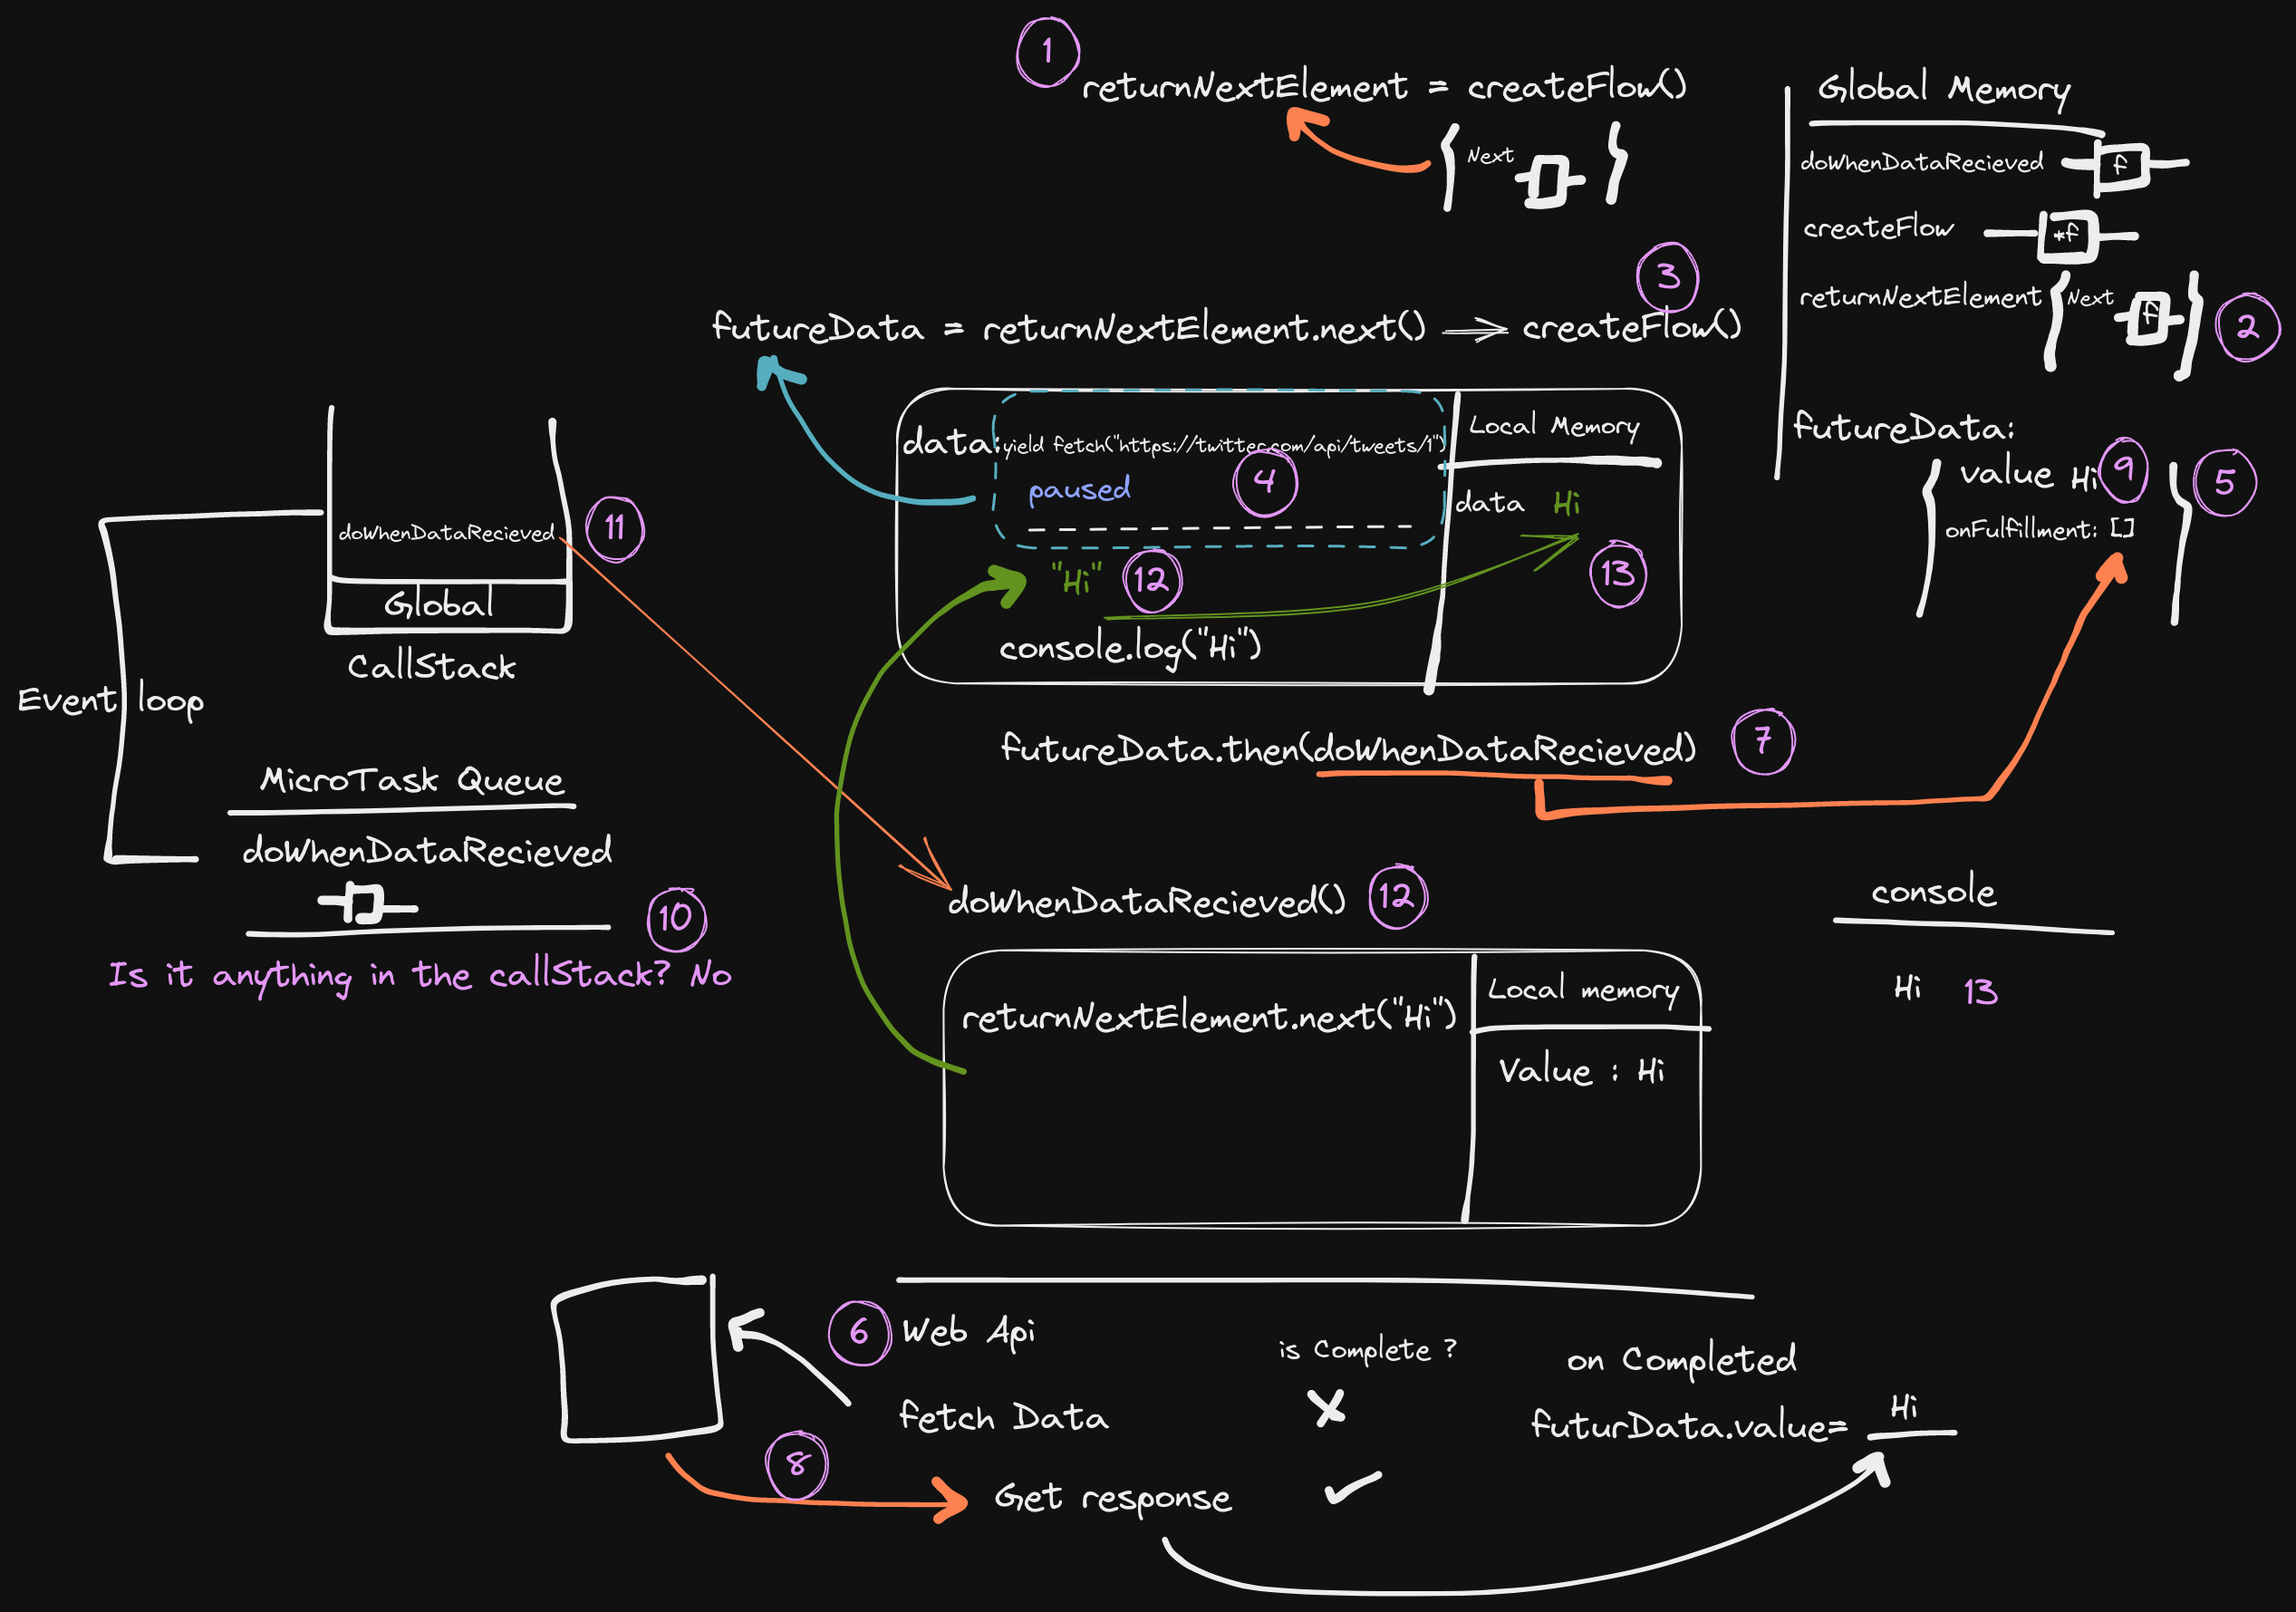 1
returnNextElement = createFlow()
Next
Global Memory
doWhenDataRecieved
f
createFlow
*f
returnNextElement
Next
f
2
3
futureData = returnNextElement.next() createFlow()
data: yield fetch("https://twitter.com/api/tweets/1")
paused
4
"Hi"
12
console.log("Hi")
Local Memory
data Hi
13
futureData:
value Hi
9
5
onFulfillment: []
doWhenDataRecieved
11
Global
CallStack
Event loop
MicroTask Queue
doWhenDataRecieved
10
Is it anything in the callStack? No
futureData.then(doWhenDataRecieved)
7
doWhenDataRecieved()
12
returnNextElement.next("Hi")
Local memory
Value : Hi
console
Hi 13
6
Web Api
is Complete ?
on Completed
fetch Data
futurData.value= Hi
8
Get response